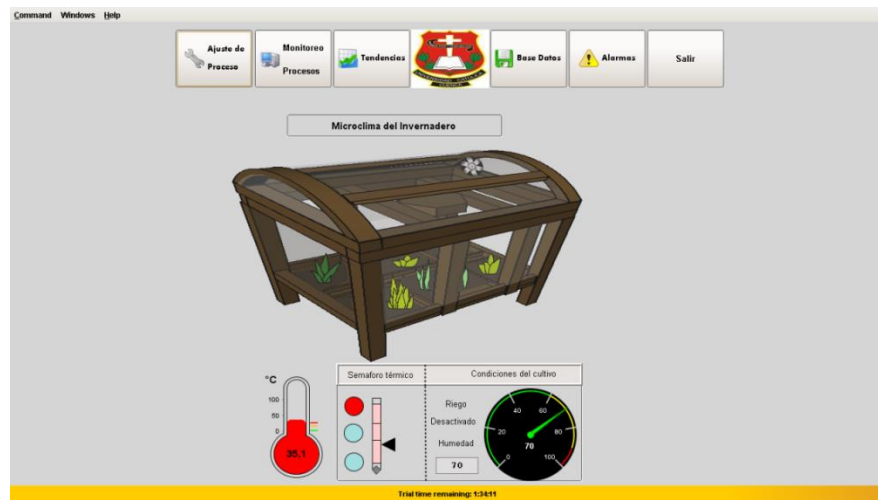 Command Windows Help
Ajuste de
Proceso
Monitoreo
Procesos
Tendencias
Base Datos
Alarmas
Salir
Microclima del Invernadero
°C
100
50
0
35.1
Semaforo térmico
Condiciones del cultivo
Riego
Desactivado
Humedad
70
0
20
40
60
80
100
70
Trial time remaining: 1:34:11